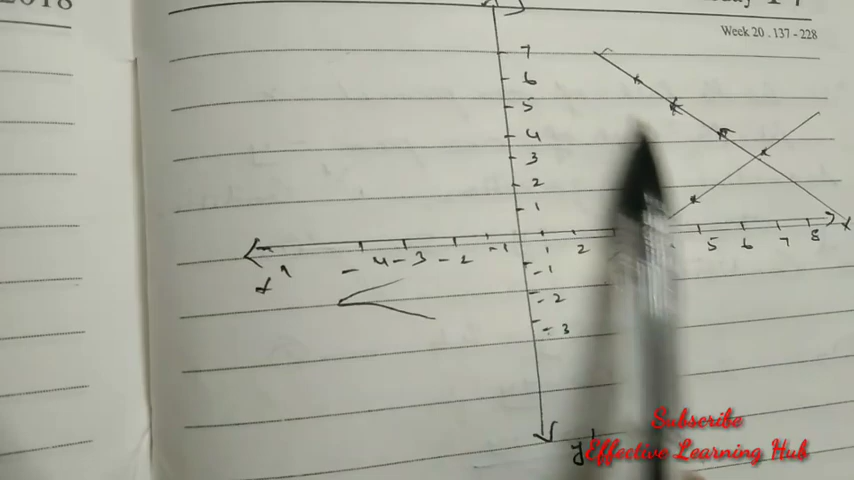 2018
Week 20 . 137 - 228
7
6
5
4
3
2
1
- 4 - 3 - 2 -1 1 2 5 6 7 8 x
x'
-1
- 2
- 3
y'
Subscribe
Effective Learning Hub